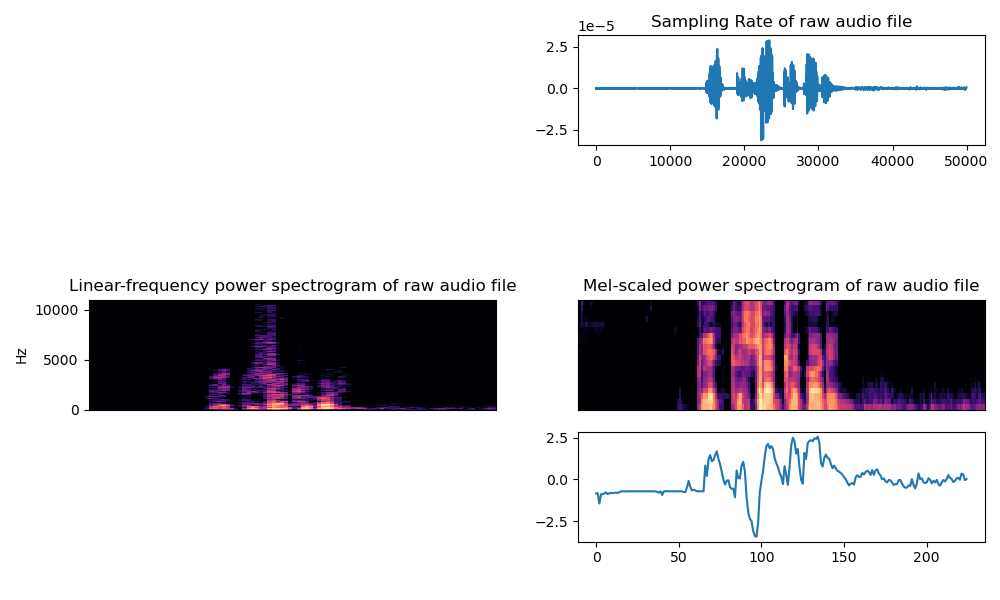 Sampling Rate of raw audio file
1e−5
2.5
0.0
−2.5
0 10000 20000 30000 40000 50000
Linear-frequency power spectrogram of raw audio file
10000
5000
0
Hz
Mel-scaled power spectrogram of raw audio file
2.5
0.0
−2.5
0 50 100 150 200